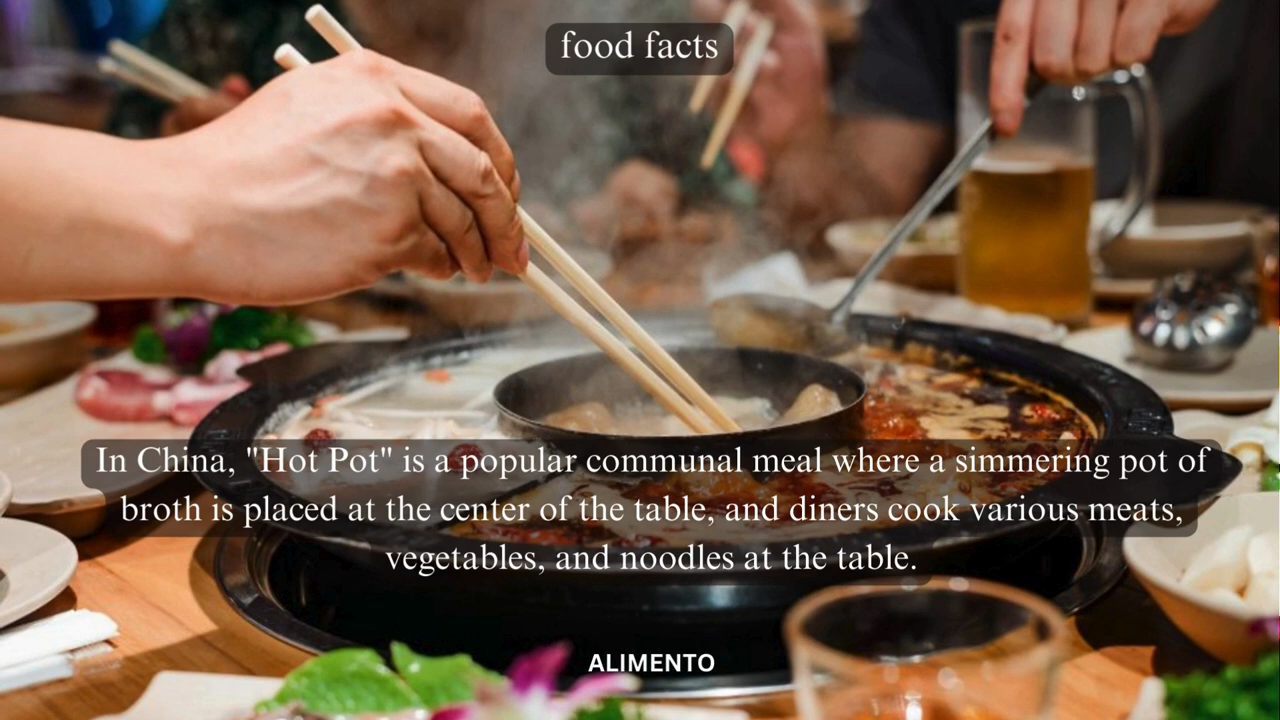 food facts
In China, "Hot Pot" is a popular communal meal where a simmering pot of
broth is placed at the center of the table, and diners cook various meats,
vegetables, and noodles at the table.
ALIMENTO